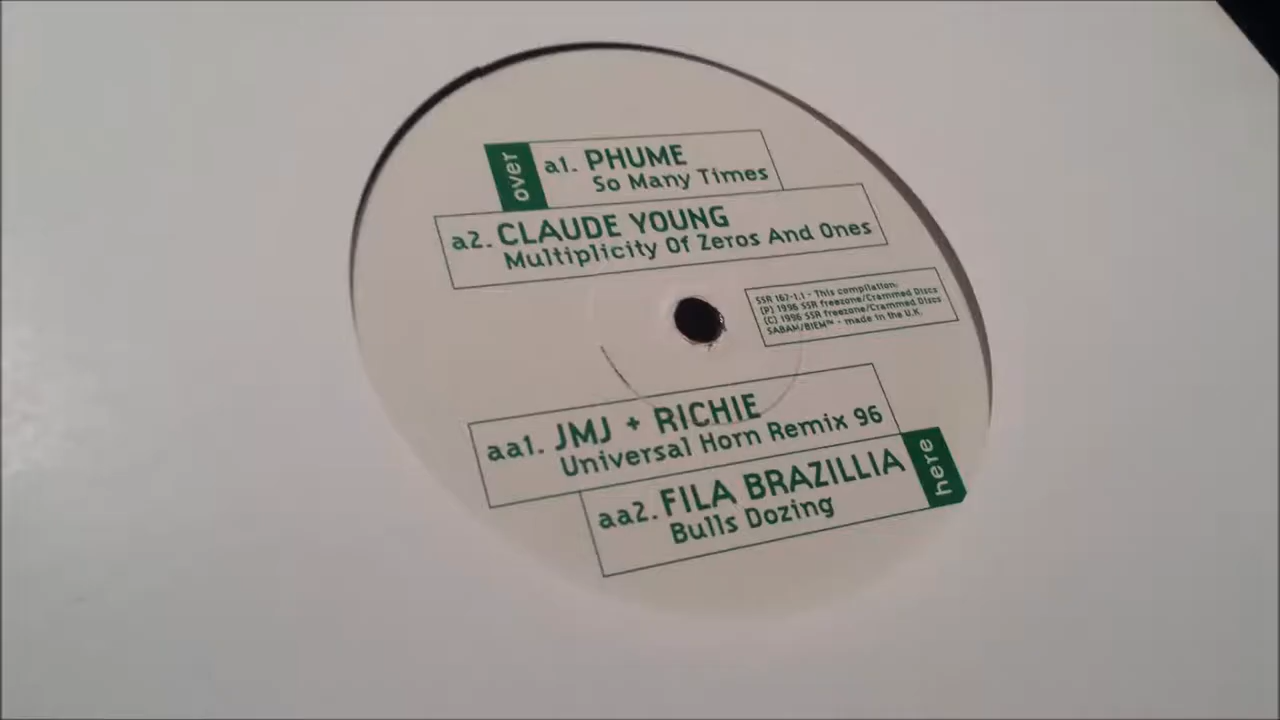 over
a1. PHUME
So Many Times
a2. CLAUDE YOUNG
Multiplicity Of Zeros And Ones
SSR 167-1.1 - This compilation:
(P) 1996 SSR freezone/Crammed Discs
(C) 1996 SSR freezone/Crammed Discs
SABAM/BIEM™ - made in the U.K.
aa1. JMJ + RICHIE
Universal Horn Remix 96
aa2. FILA BRAZILLIA
Bulls Dozing
here